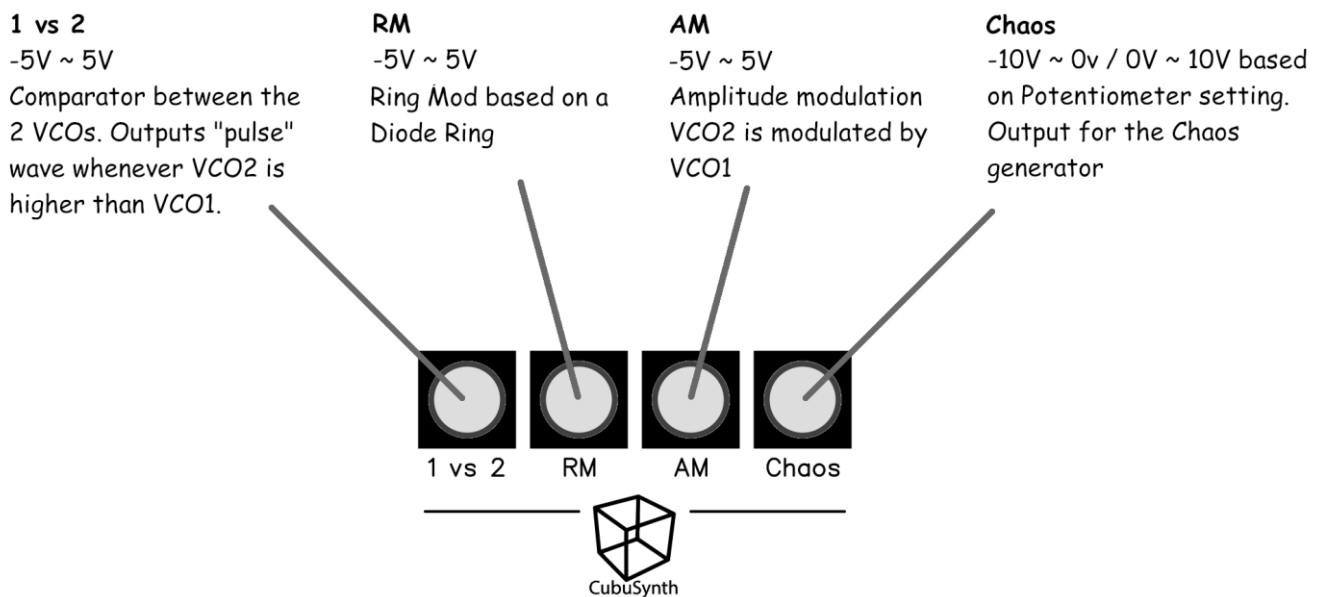 1 vs 2
-5V ~ 5V
Comparator between the
2 VCOs. Outputs "pulse"
wave whenever VCO2 is
higher than VCO1.
RM
-5V ~ 5V
Ring Mod based on a
Diode Ring
AM
-5V ~ 5V
Amplitude modulation
VCO2 is modulated by
VCO1
Chaos
-10V ~ 0v / 0V ~ 10V based
on Potentiometer setting.
Output for the Chaos
generator
1 vs 2
RM
AM
Chaos
CubuSynth